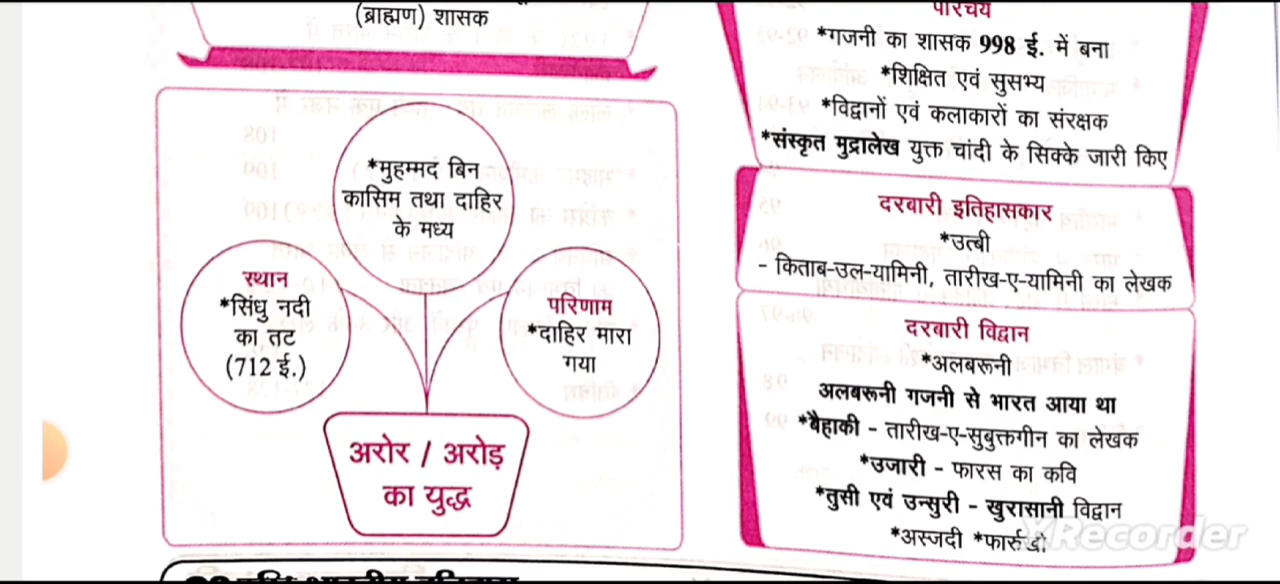 (ब्राह्मण) शासक
*मुहम्मद बिन
कासिम तथा दाहिर
के मध्य
स्थान
*सिंधु नदी
का तट
(712 ई.)
परिणाम
*दाहिर मारा
गया
अरोर / अरोड़
का युद्ध
परिचय
*गजनी का शासक 998 ई. में बना
*शिक्षित एवं सुसभ्य
*विद्वानों एवं कलाकारों का संरक्षक
*संस्कृत मुद्रालेख युक्त चांदी के सिक्के जारी किए
दरबारी इतिहासकार
*उत्बी
- किताब-उल-यामिनी, तारीख-ए-यामिनी का लेखक
दरबारी विद्वान
*अलबरूनी
अलबरूनी गजनी से भारत आया था
*बैहाकी - तारीख-ए-सुबुक्तगीन का लेखक
*उजारी - फारस का कवि
*तुसी एवं उन्सुरी - खुरासानी विद्वान
*अस्जदी *फार्रुखी
XRecorder